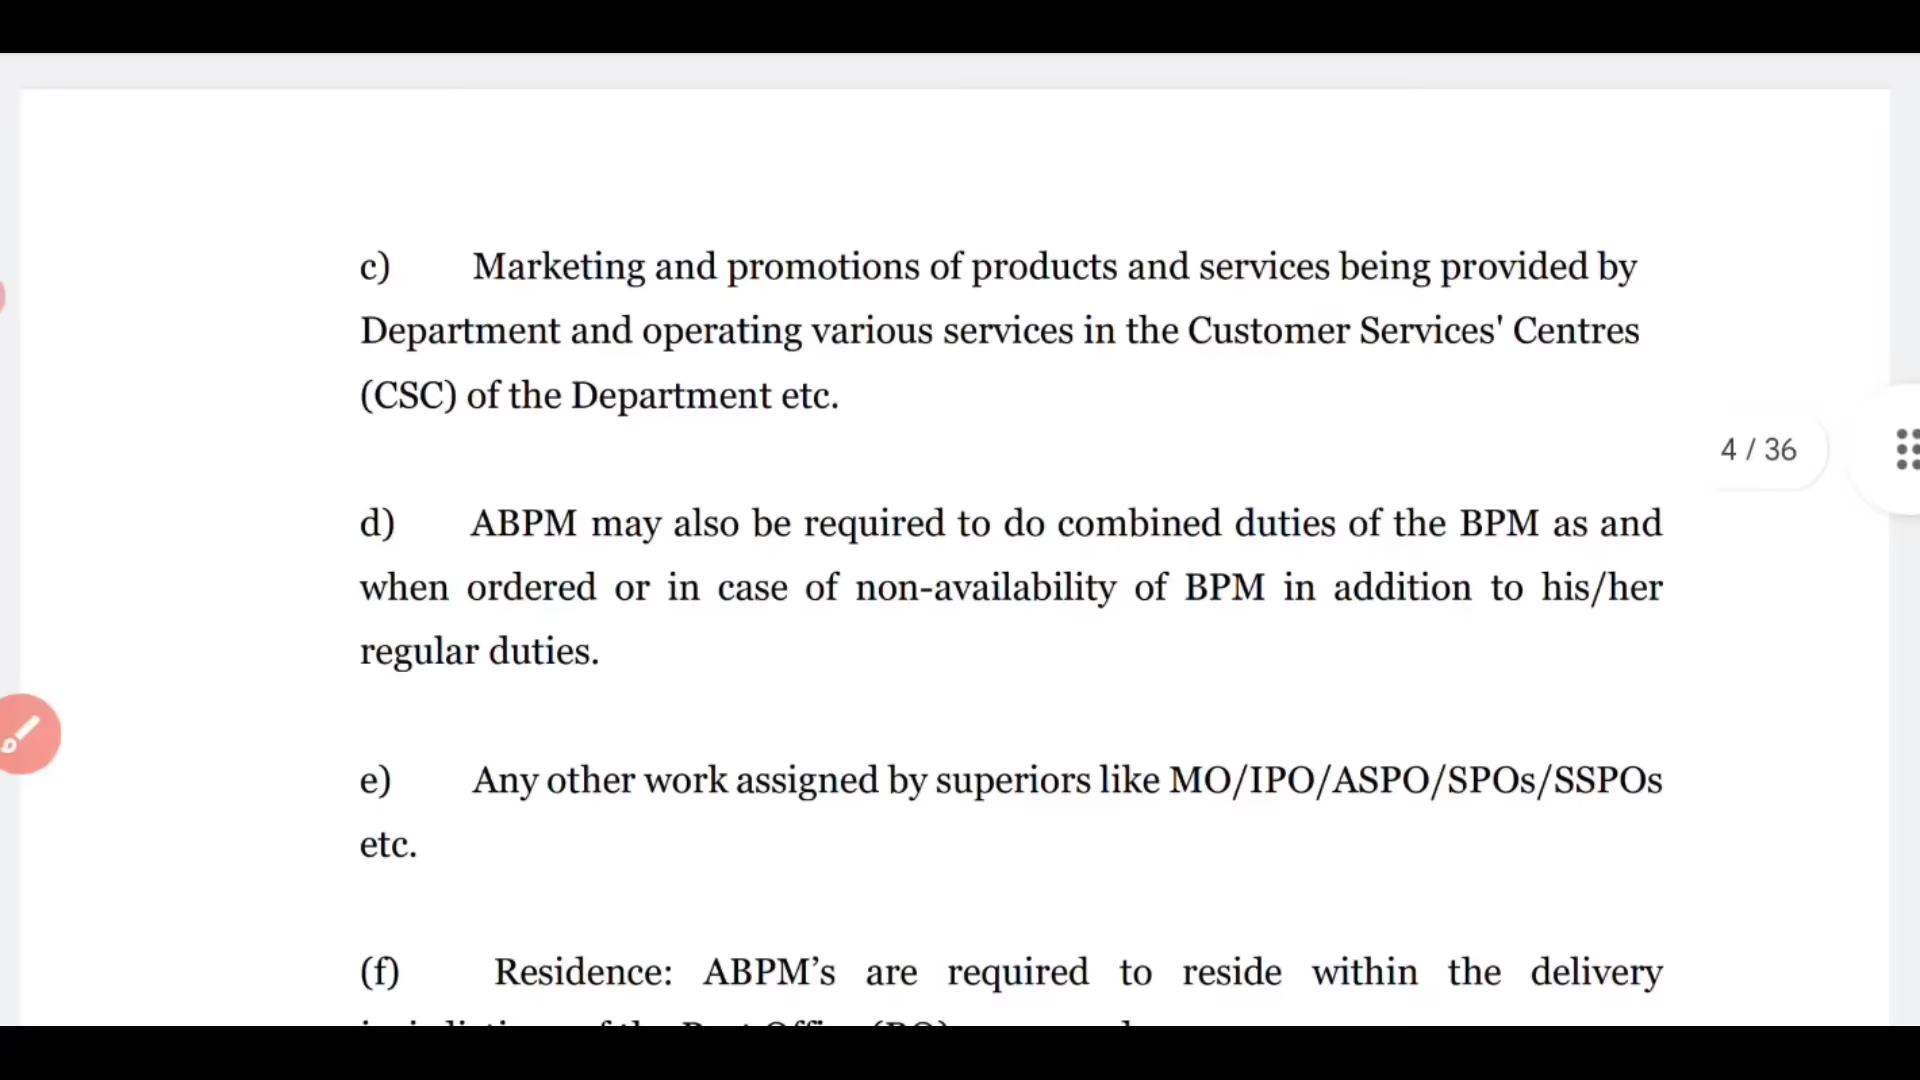 c) Marketing and promotions of products and services being provided by
Department and operating various services in the Customer Services' Centres
(CSC) of the Department etc.
4 / 36
d) ABPM may also be required to do combined duties of the BPM as and
when ordered or in case of non-availability of BPM in addition to his/her
regular duties.
e) Any other work assigned by superiors like MO/IPO/ASPO/SPOs/SSPOs
etc.
(f) Residence: ABPM’s are required to reside within the delivery